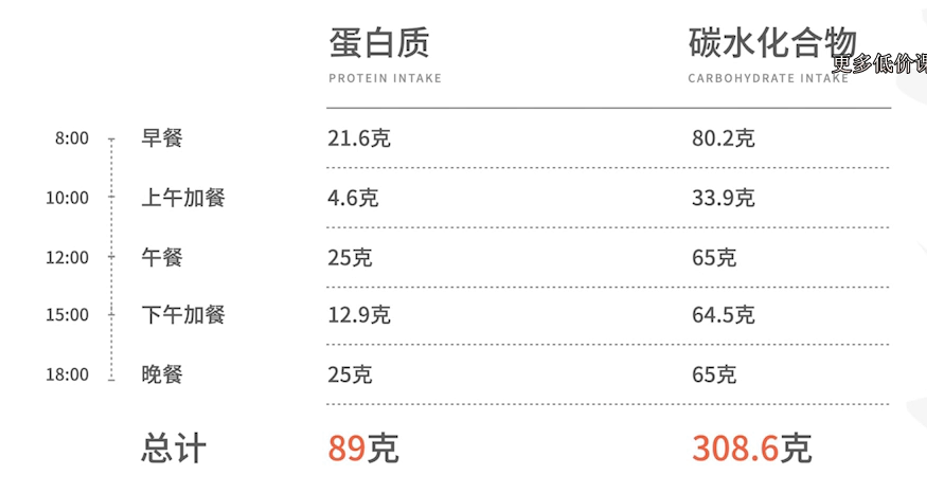 蛋白质 碳水化合物
PROTEIN INTAKE CARBOHYDRATE INTAKE
更多低价课
8:00 早餐 21.6克 80.2克
10:00 上午加餐 4.6克 33.9克
12:00 午餐 25克 65克
15:00 下午加餐 12.9克 64.5克
18:00 晚餐 25克 65克
总计 89克 308.6克